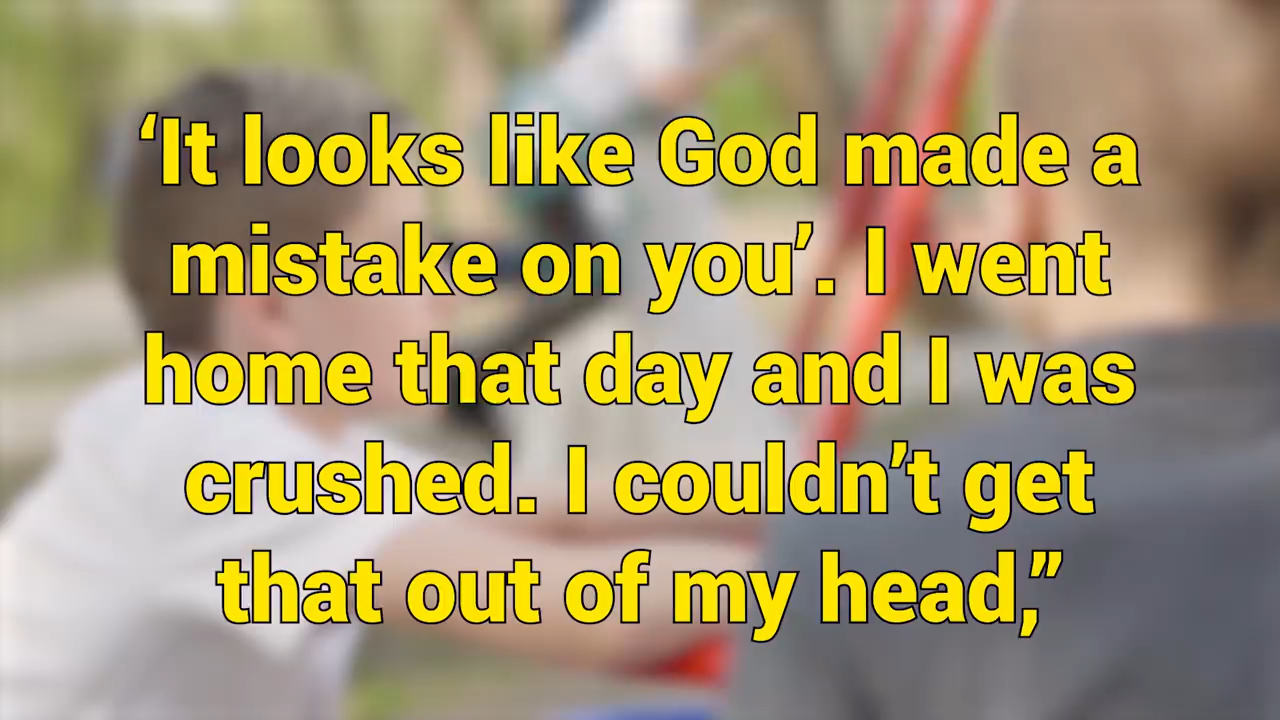 ‘It looks like God made a
mistake on you’. I went
home that day and I was
crushed. I couldn’t get
that out of my head,”